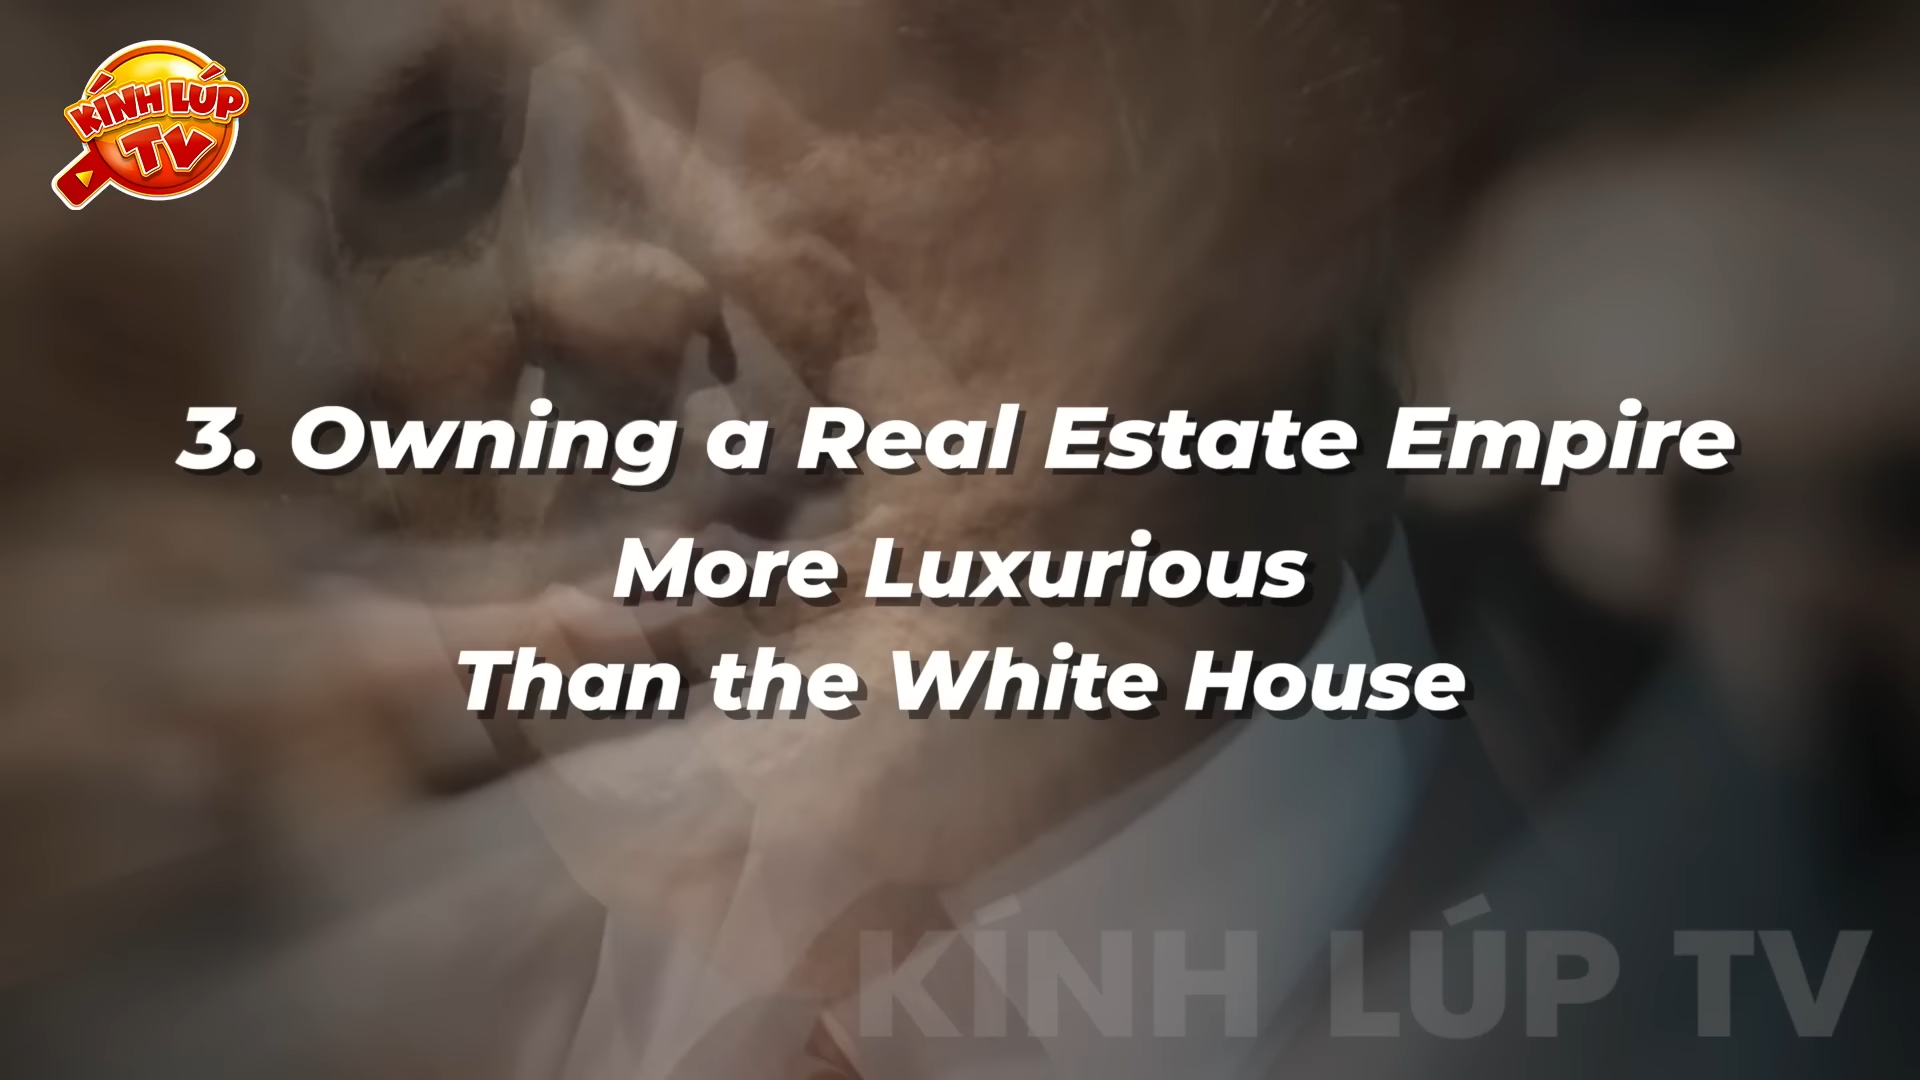 KÍNH LÚP
TV
3. Owning a Real Estate Empire
More Luxurious
Than the White House
KÍNH LÚP TV